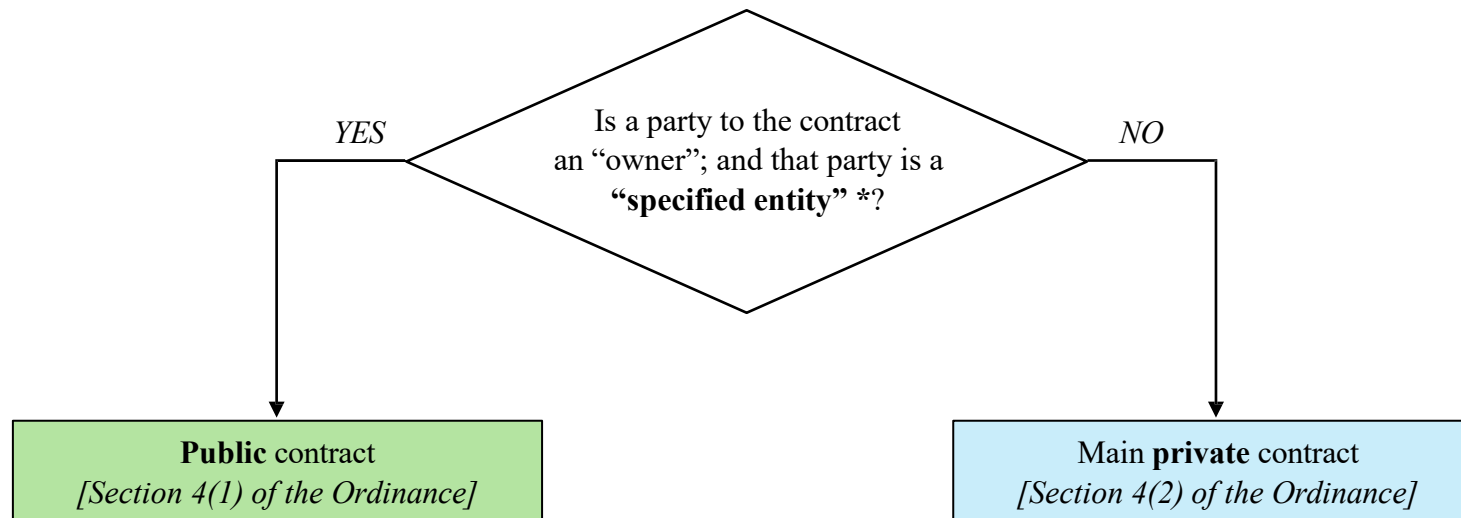 Is a party to the contract
YES
NO
an “owner”; and that party is a
“specified entity” *?
Public contract
[Section 4(1) of the Ordinance]
Main private contract
[Section 4(2) of the Ordinance]